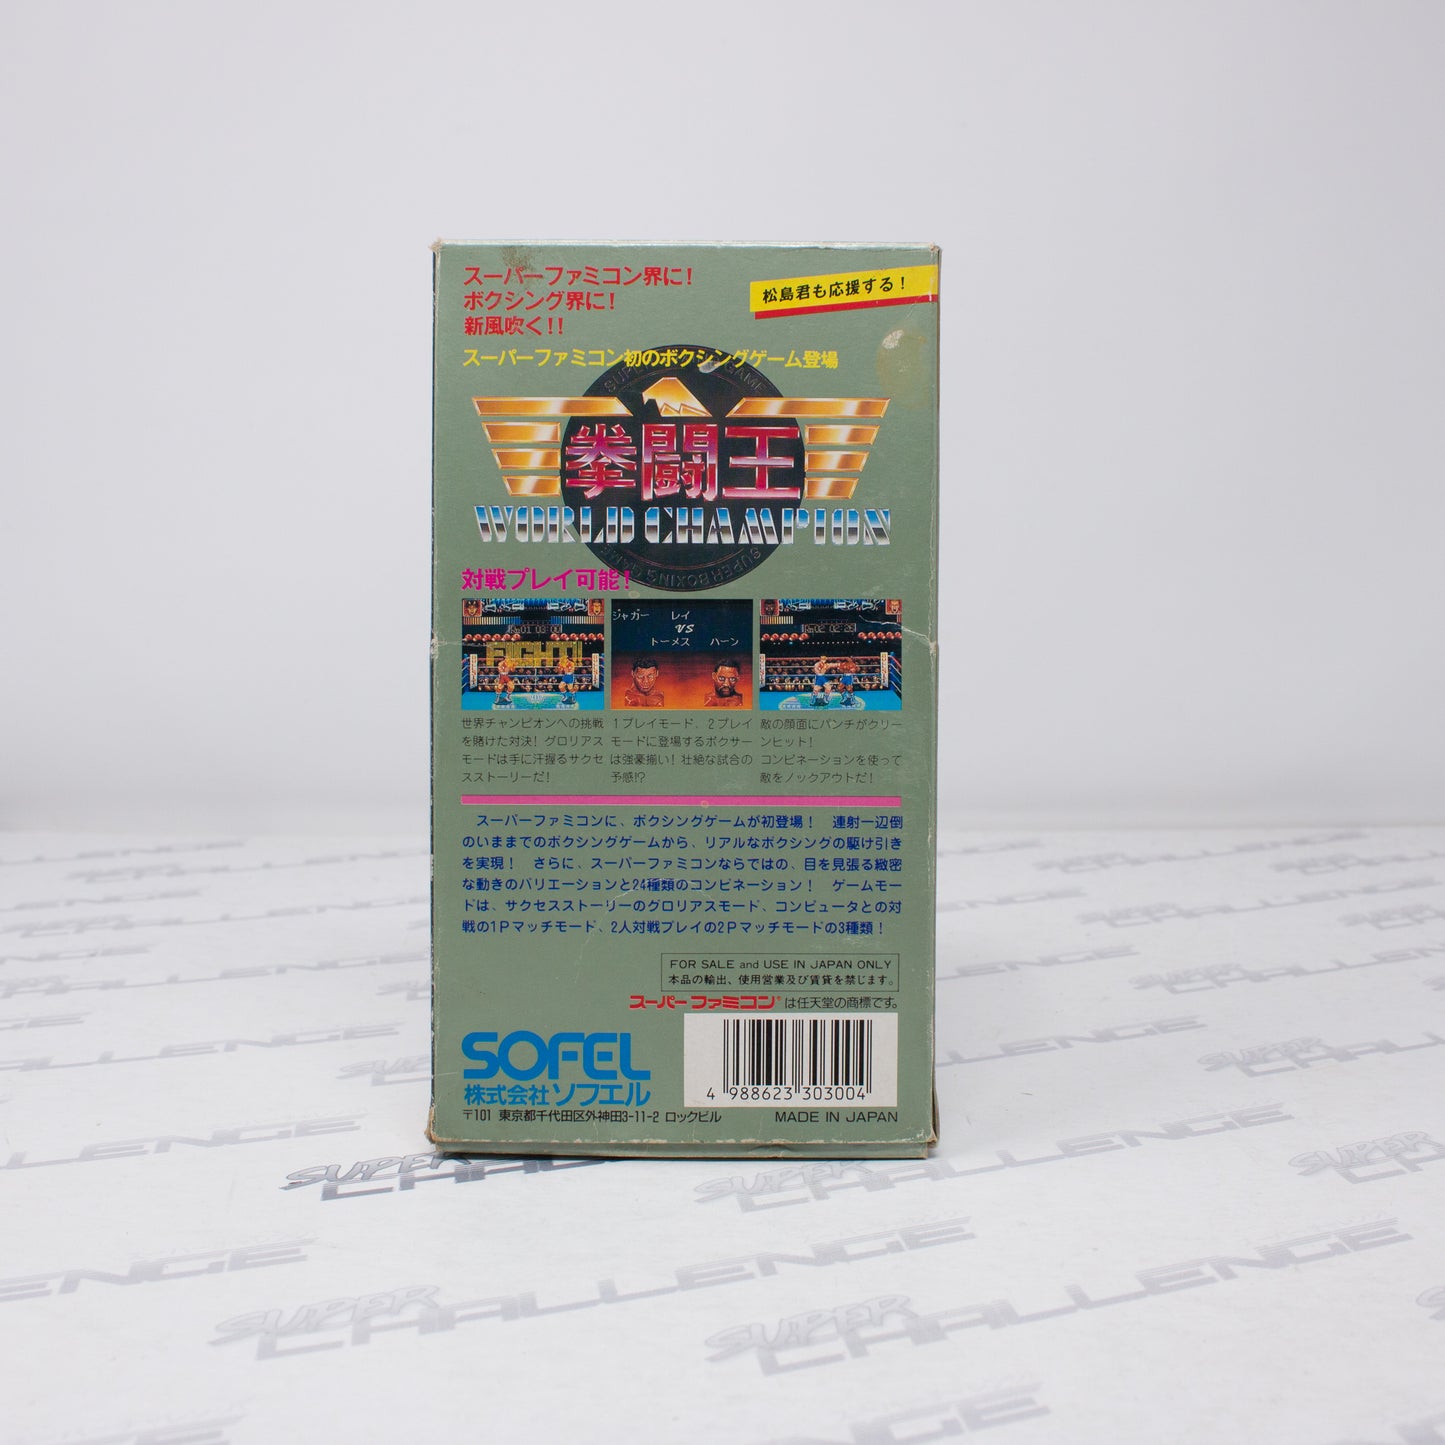 スーパーファミコン界に!
ボクシング界に!
新風吹く!!
松島君も応援する!
スーパーファミコン初のボクシングゲーム登場
拳闘王
WORLD CHAMPION
SUPER BOXING GAME
対戦プレイ可能!
FIGHT!
ジャガー レイ
VS
トーメス ハーン
世界チャンピオンへの挑戦
を賭けた対決! グロリアス
モードは手に汗握るサクセ
スストーリーだ!
1プレイモード、2プレイ
モードに登場するボクサー
は強豪揃い! 壮絶な試合の
予感!?
敵の顔面にパンチがクリー
ンヒット!
コンビネーションを使って
敵をノックアウトだ!
スーパーファミコンに、ボクシングゲームが初登場! 連射一辺倒
のいままでのボクシングゲームから、リアルなボクシングの駆け引き
を実現! さらに、スーパーファミコンならではの、目を見張る緻密
な動きのバリエーションと24種類のコンビネーション! ゲームモー
ドは、サクセスストーリーのグロリアスモード、コンピュータとの対
戦の1Pマッチモード、2人対戦プレイの2Pマッチモードの3種類!
FOR SALE and USE IN JAPAN ONLY
本品の輸出、使用営業及び賃貸を禁じます。
スーパーファミコン®は任天堂の商標です。
SOFEL
株式会社ソフエル
〒101 東京都千代田区外神田3-11-2 ロックビル
4 988623 303004
MADE IN JAPAN
SUPER CHALLENGE
SUPER CHALLENGE
SUPER CHALLENGE
SUPER CHALLENGE